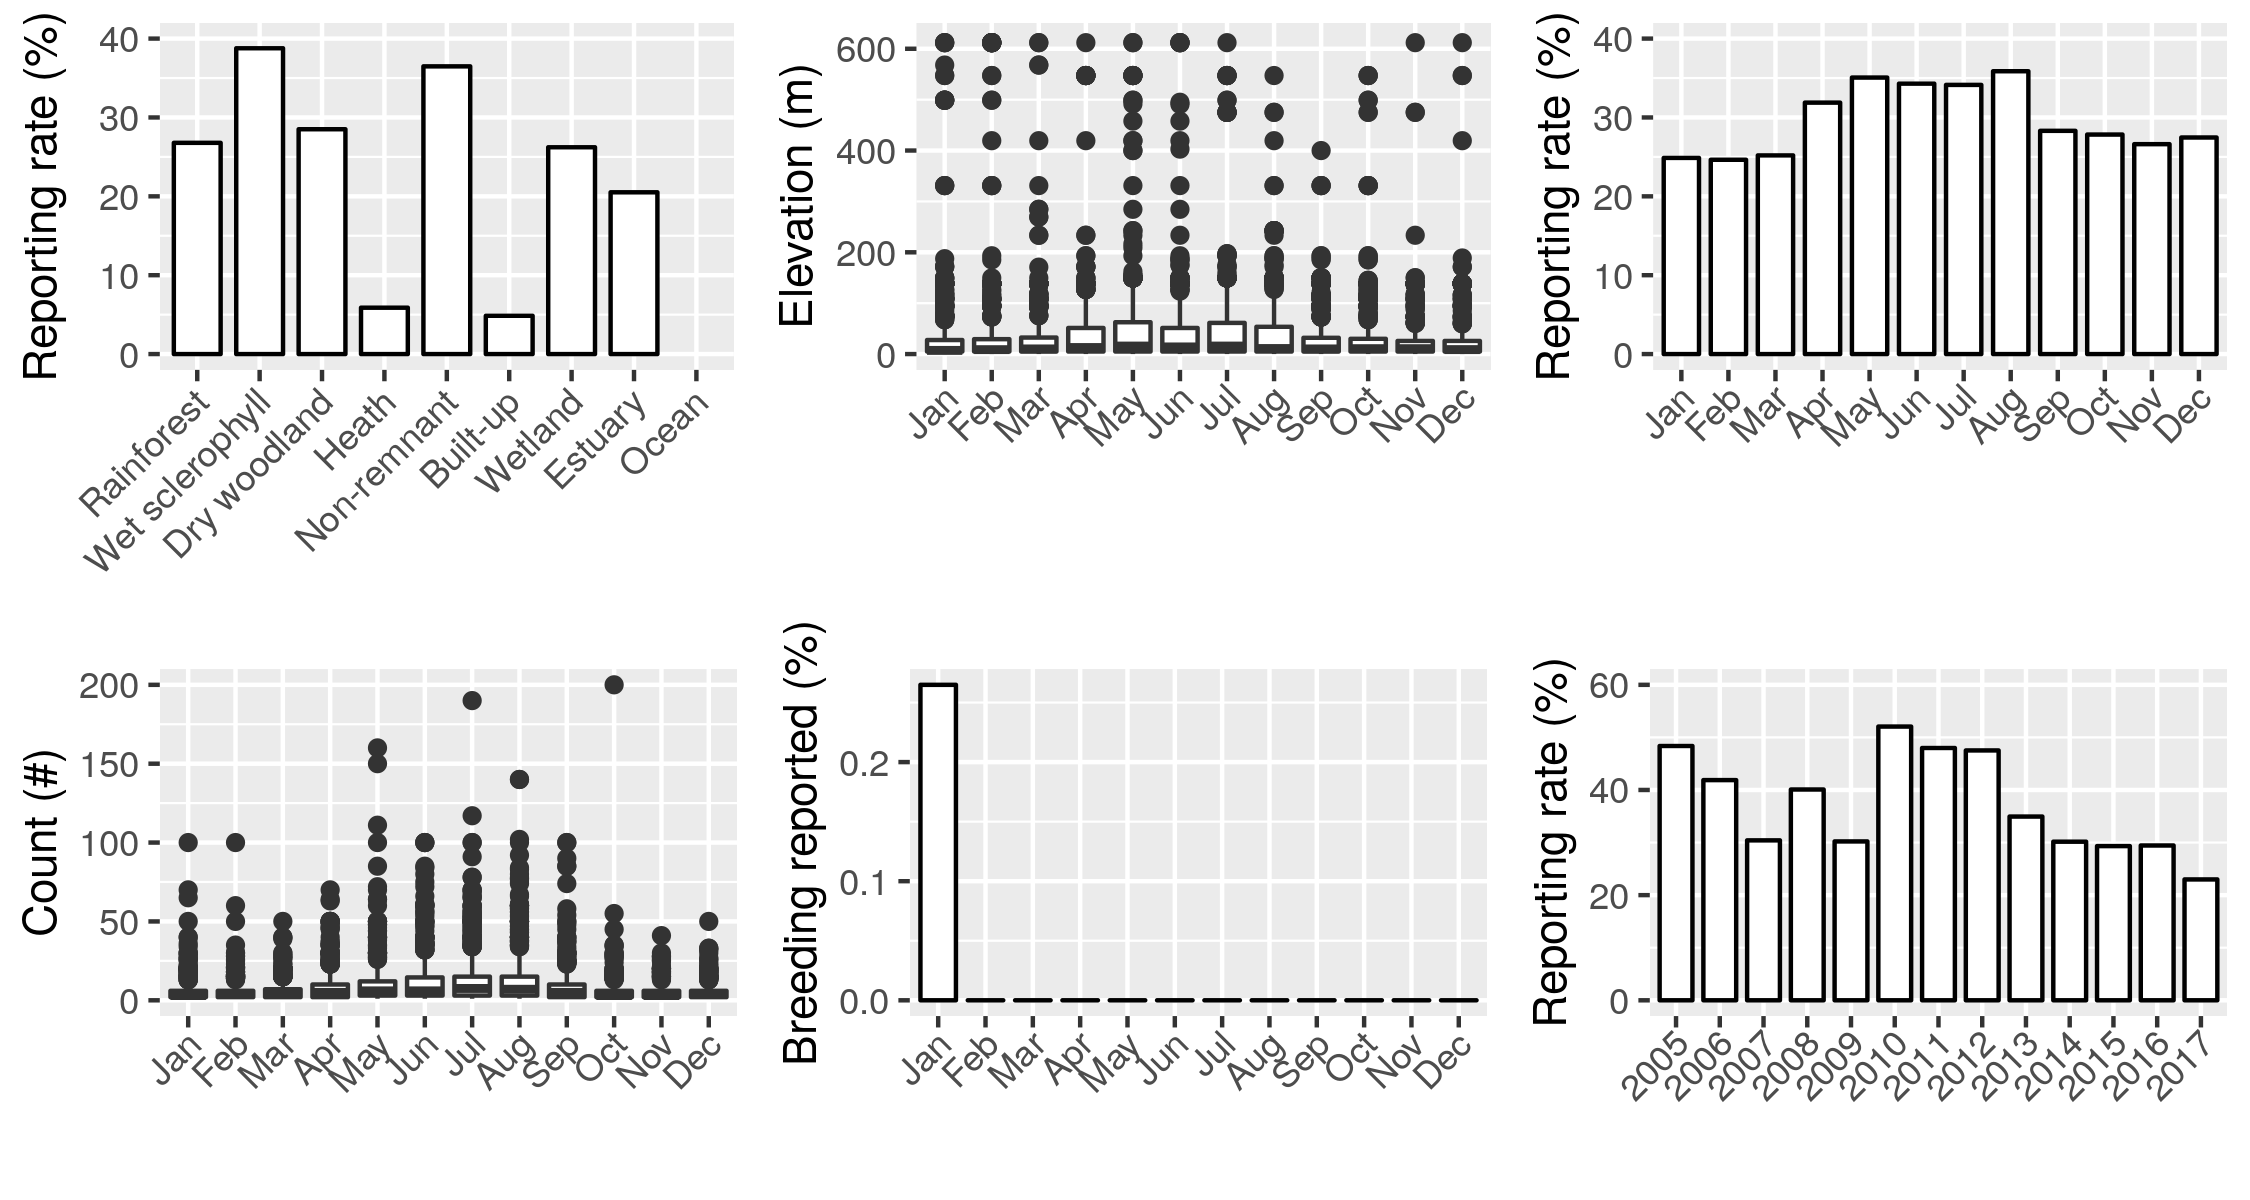 Reporting rate (%)
40
30
20
10
0
Rainforest
Wet sclerophyll
Dry woodland
Heath
Non-remnant
Built-up
Wetland
Estuary
Ocean
Elevation (m)
600
400
200
0
Jan
Feb
Mar
Apr
May
Jun
Jul
Aug
Sep
Oct
Nov
Dec
Reporting rate (%)
40
30
20
10
0
Jan
Feb
Mar
Apr
May
Jun
Jul
Aug
Sep
Oct
Nov
Dec
Count (#)
200
150
100
50
0
Jan
Feb
Mar
Apr
May
Jun
Jul
Aug
Sep
Oct
Nov
Dec
Breeding reported (%)
0.2
0.1
0.0
Jan
Feb
Mar
Apr
May
Jun
Jul
Aug
Sep
Oct
Nov
Dec
Reporting rate (%)
60
40
20
0
2005
2006
2007
2008
2009
2010
2011
2012
2013
2014
2015
2016
2017